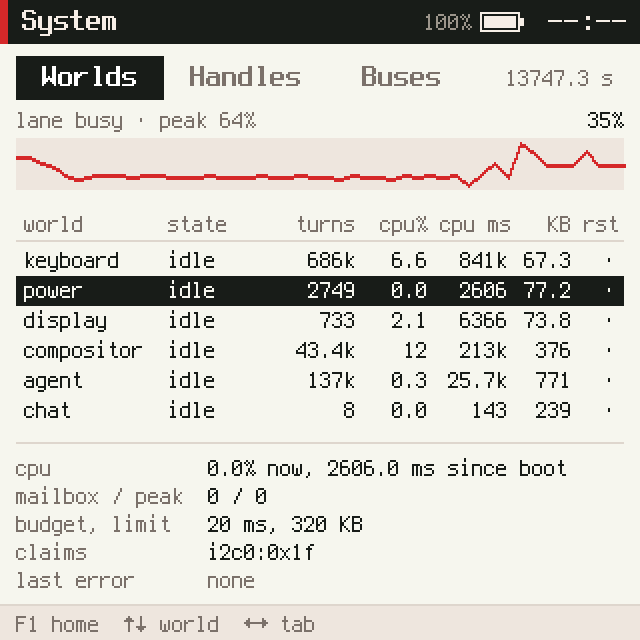 System 100% --:--
Worlds Handles Buses 13747.3 s
lane busy · peak 64% 35%
world state turns cpu% cpu ms KB rst
keyboard idle 686k 6.6 841k 67.3 ·
power idle 2749 0.0 2606 77.2 ·
display idle 733 2.1 6366 73.8 ·
compositor idle 43.4k 12 213k 376 ·
agent idle 137k 0.3 25.7k 771 ·
chat idle 8 0.0 143 239 ·
cpu 0.0% now, 2606.0 ms since boot
mailbox / peak 0 / 0
budget, limit 20 ms, 320 KB
claims i2c0:0x1f
last error none
F1 home ↑↓ world ↔ tab